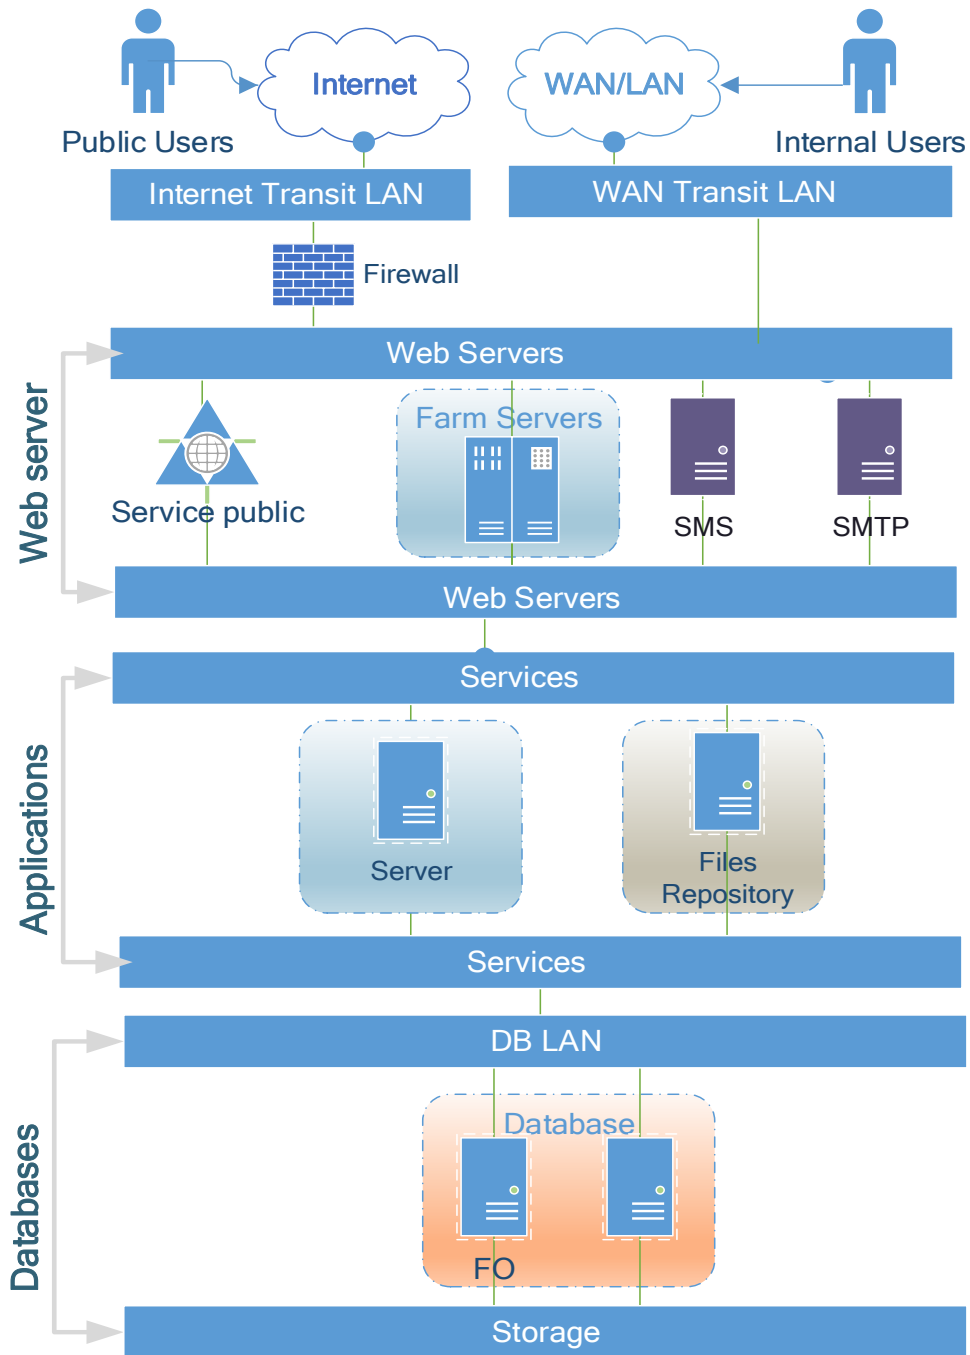 Internet
WAN/LAN
Public Users
Internal Users
Internet Transit LAN
WAN Transit LAN
Firewall
Web Servers
Web server
Farm Servers
Service public
SMS
SMTP
Web Servers
Services
Applications
Server
Files
Repository
Services
DB LAN
Databases
Database
FO
Storage